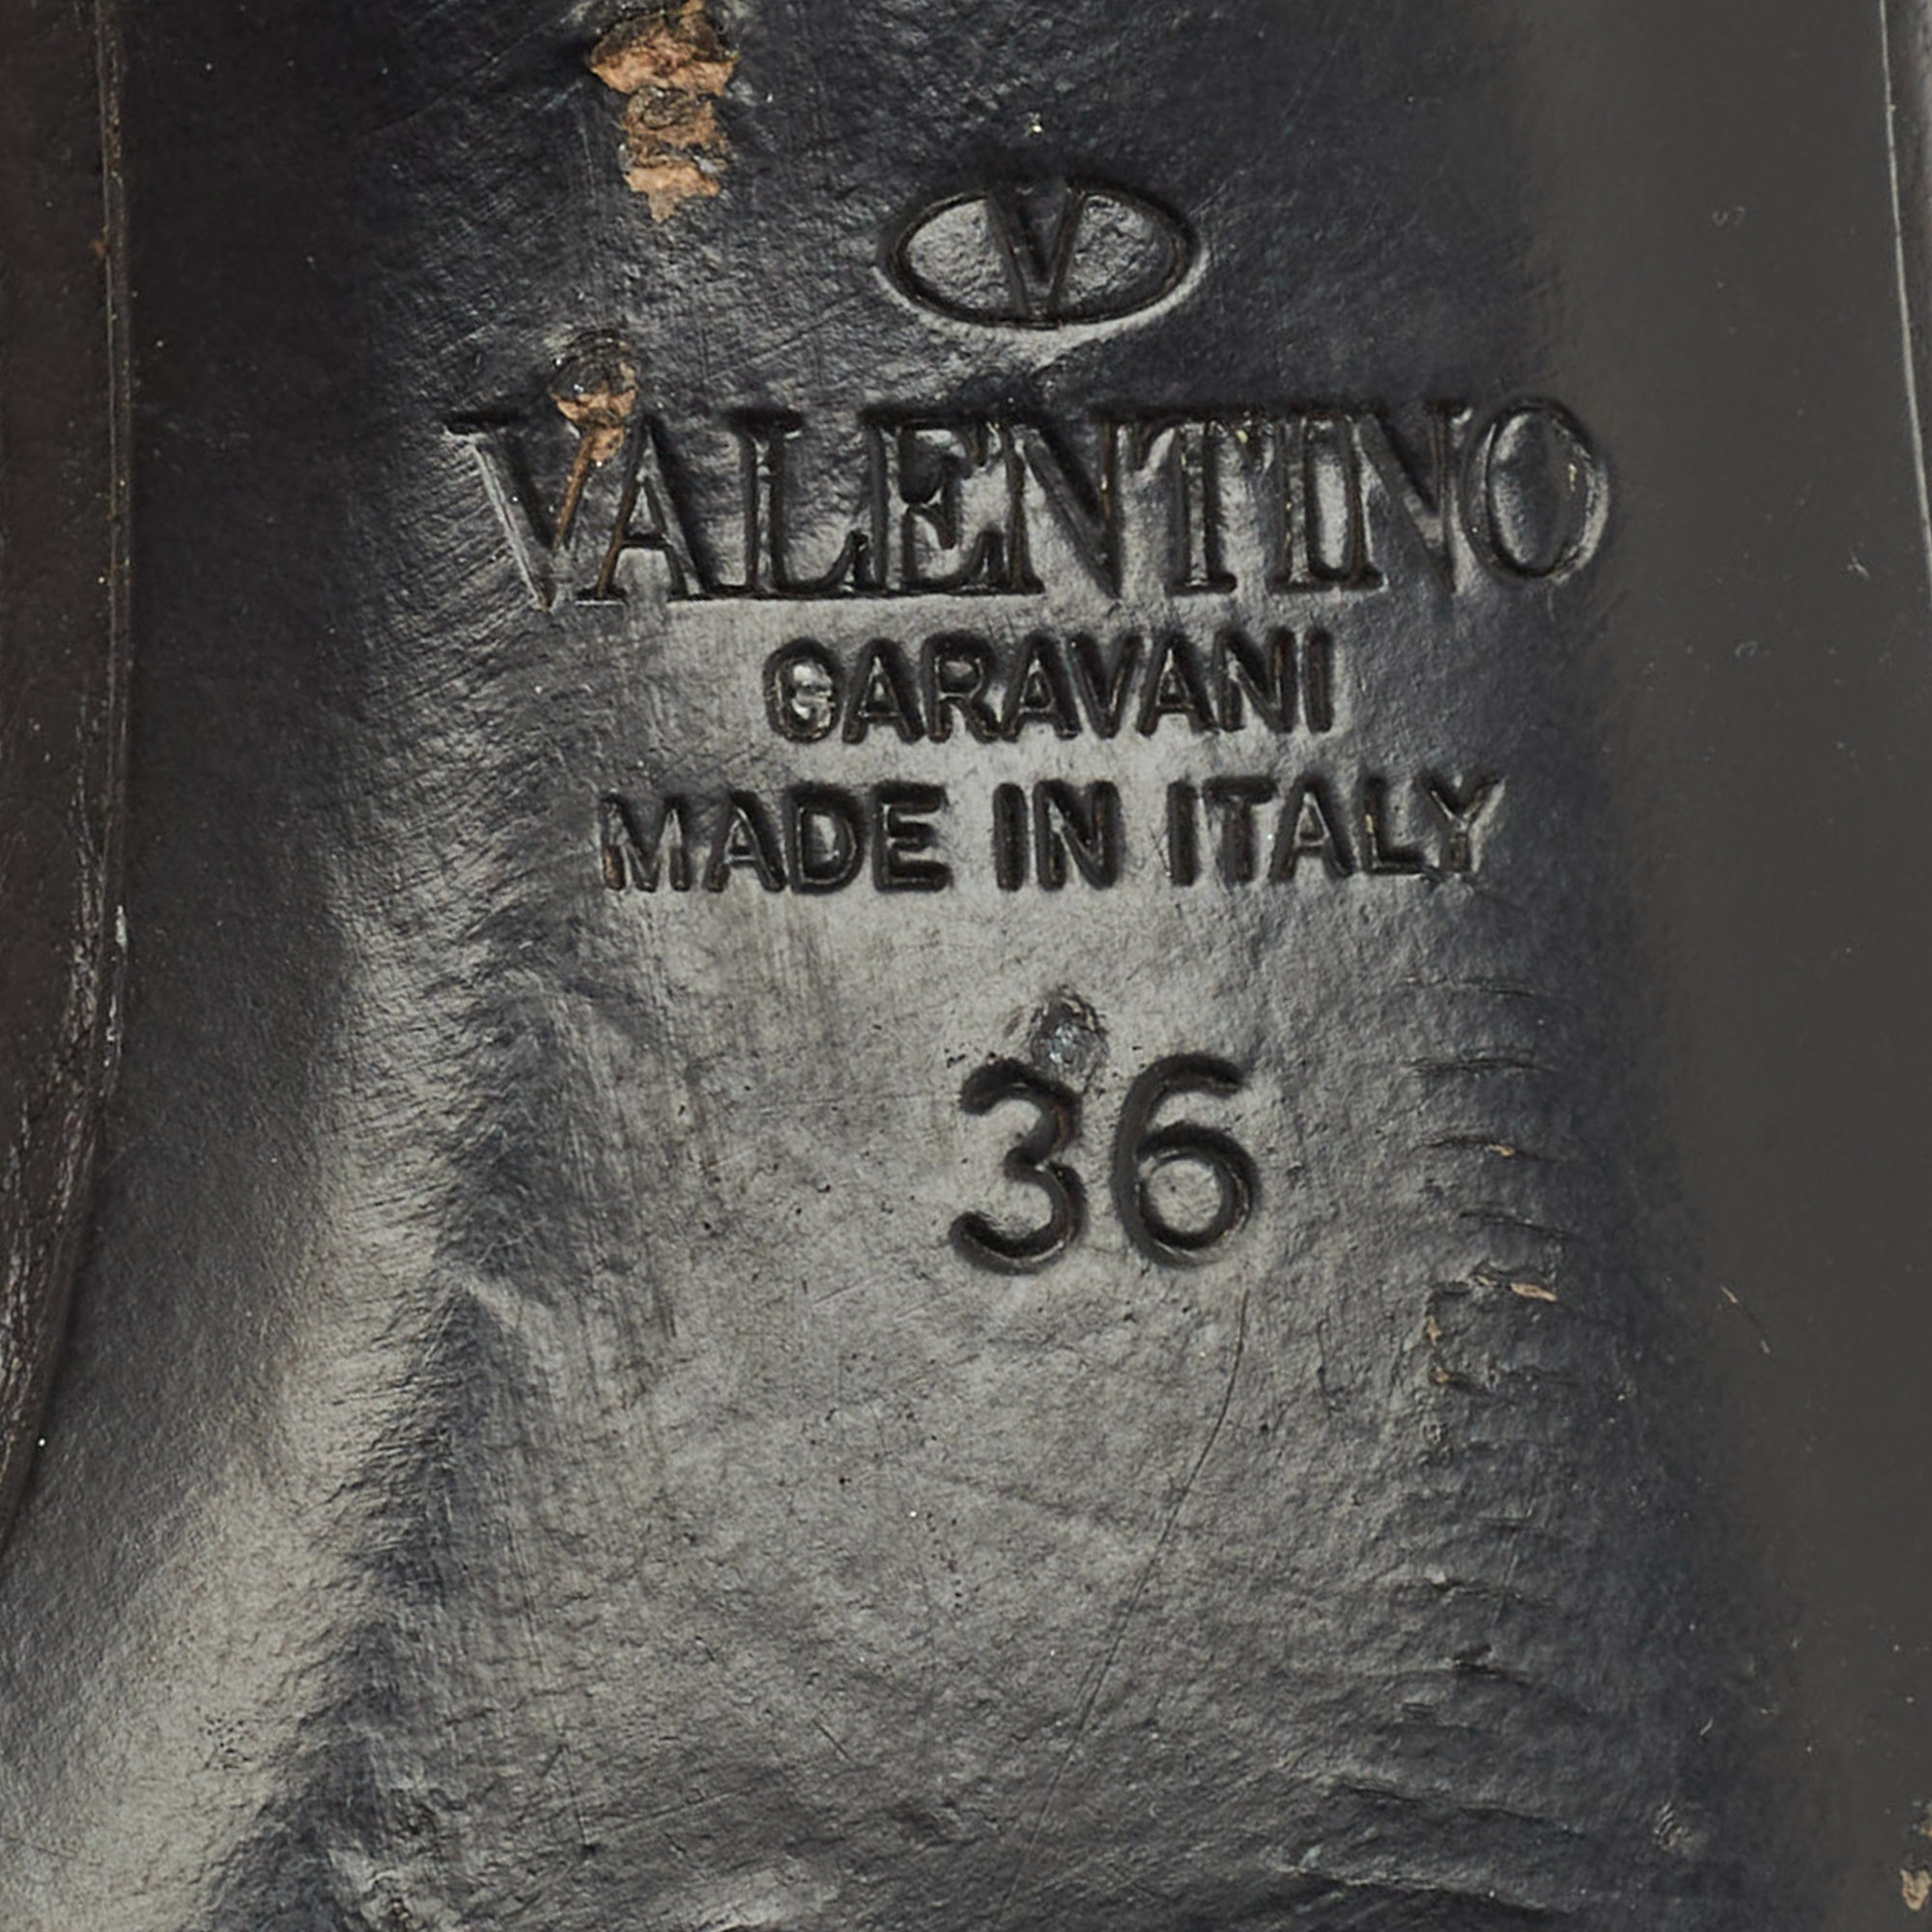 V
VALENTINO
GARAVANI
MADE IN ITALY
36